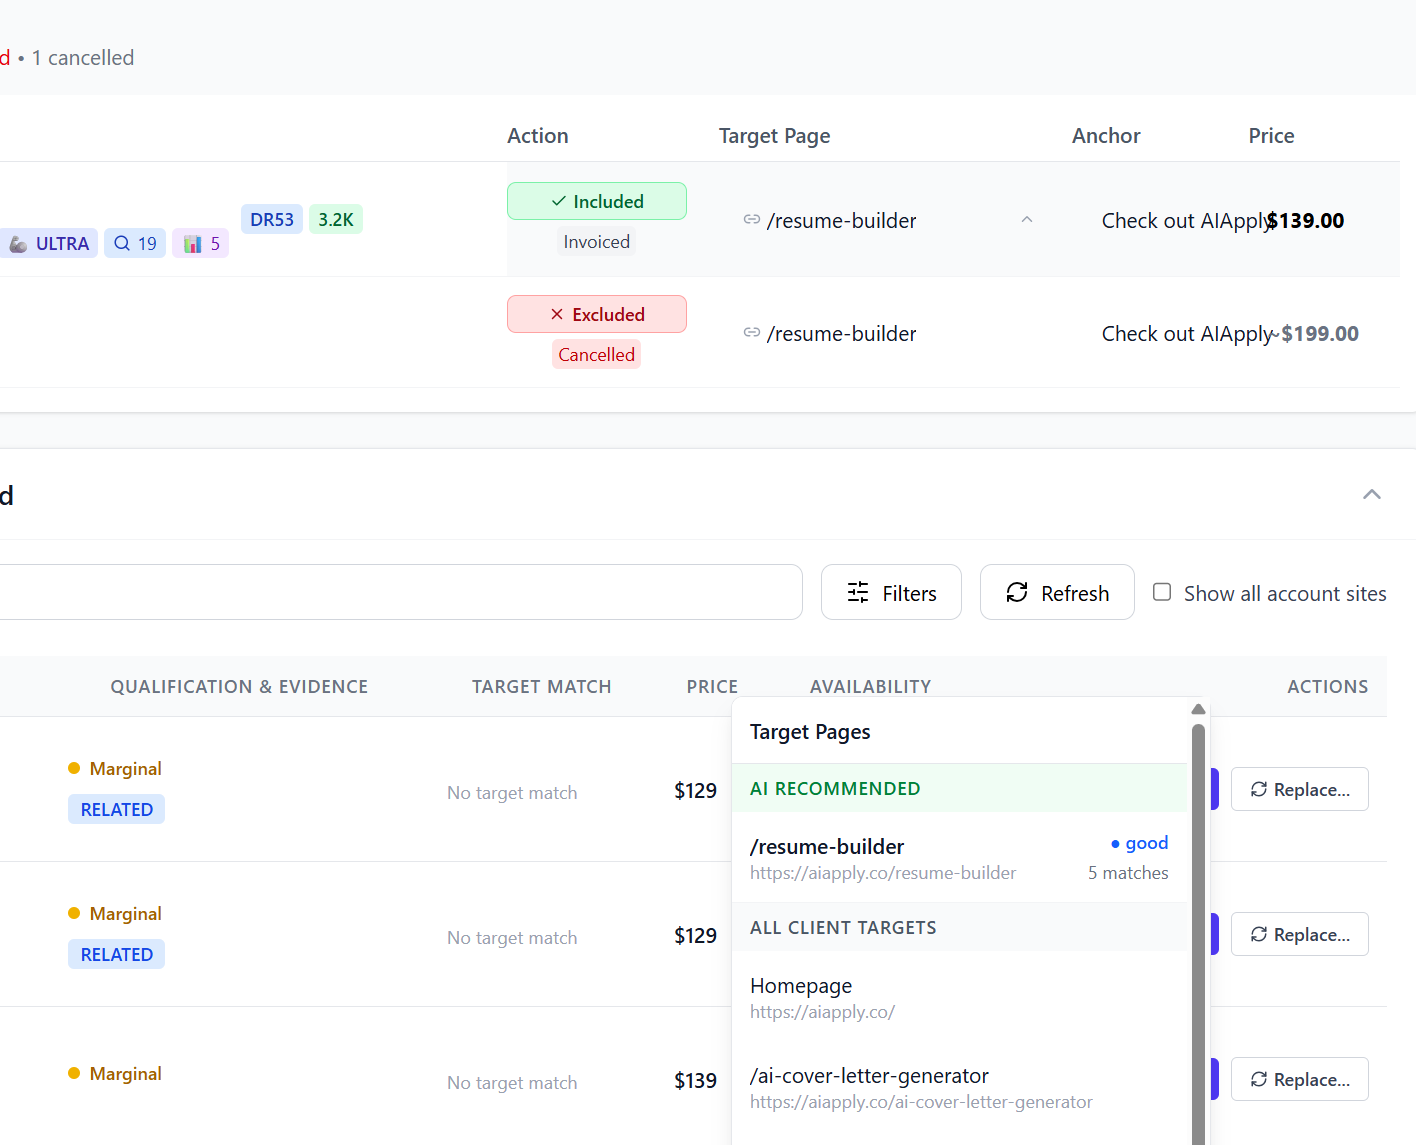 d • 1 cancelled
Action Target Page Anchor Price
DR53 3.2K
ULTRA 19 5
Included
Invoiced
/resume-builder
Check out AIApply
$139.00
Excluded
Cancelled
/resume-builder
Check out AIApply
~$199.00
d
Filters
Refresh
Show all account sites
QUALIFICATION & EVIDENCE TARGET MATCH PRICE AVAILABILITY ACTIONS
Marginal
RELATED
No target match
$129
Replace...
Marginal
RELATED
No target match
$129
Replace...
Marginal
No target match
$139
Replace...
Target Pages
AI RECOMMENDED
/resume-builder
• good
https://aiapply.co/resume-builder
5 matches
ALL CLIENT TARGETS
Homepage
https://aiapply.co/
/ai-cover-letter-generator
https://aiapply.co/ai-cover-letter-generator